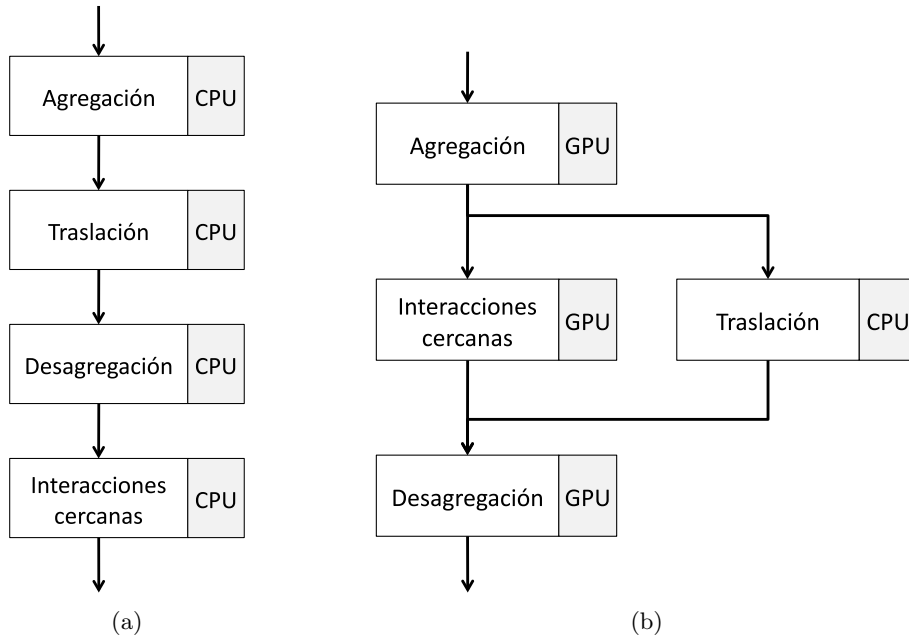 Agregación CPU
Traslación CPU
Desagregación CPU
Interacciones
cercanas
CPU
(a)
Agregación GPU
Interacciones
cercanas
GPU
Traslación CPU
Desagregación GPU
(b)